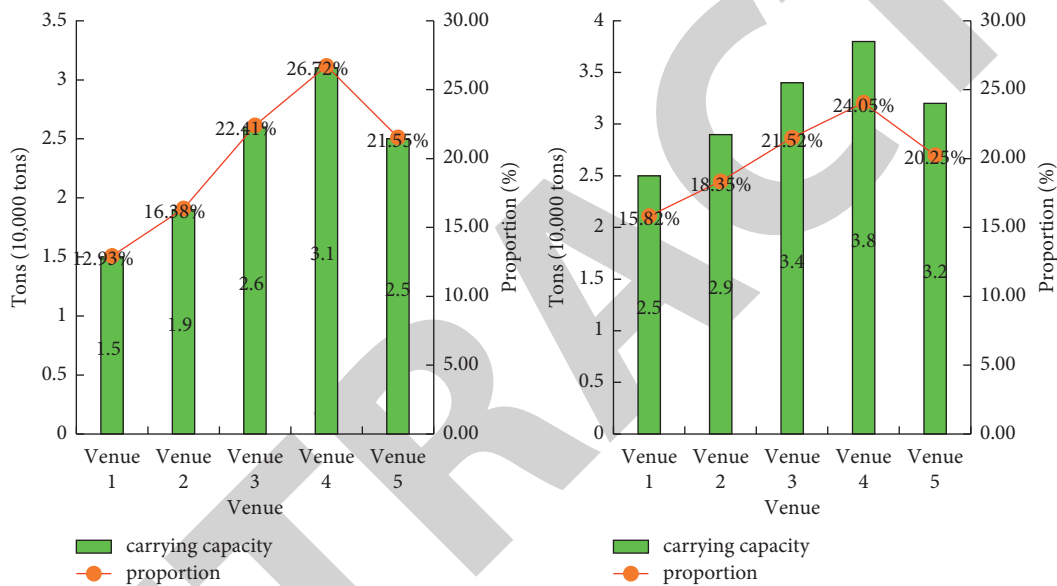 3.5
3
2.5
2
1.5
1
0.5
0
Tons (10,000 tons)
30.00
25.00
20.00
15.00
10.00
5.00
0.00
Proportion (%)
12.93%
16.38%
22.41%
26.72%
21.55%
1.5
1.9
2.6
3.1
2.5
Venue 1
Venue 2
Venue 3
Venue 4
Venue 5
Venue
carrying capacity
proportion
4
3.5
3
2.5
2
1.5
1
0.5
0
Tons (10,000 tons)
30.00
25.00
20.00
15.00
10.00
5.00
0.00
Proportion (%)
15.82%
18.35%
21.52%
24.05%
20.25%
2.5
2.9
3.4
3.8
3.2
Venue 1
Venue 2
Venue 3
Venue 4
Venue 5
Venue
carrying capacity
proportion
TRACT